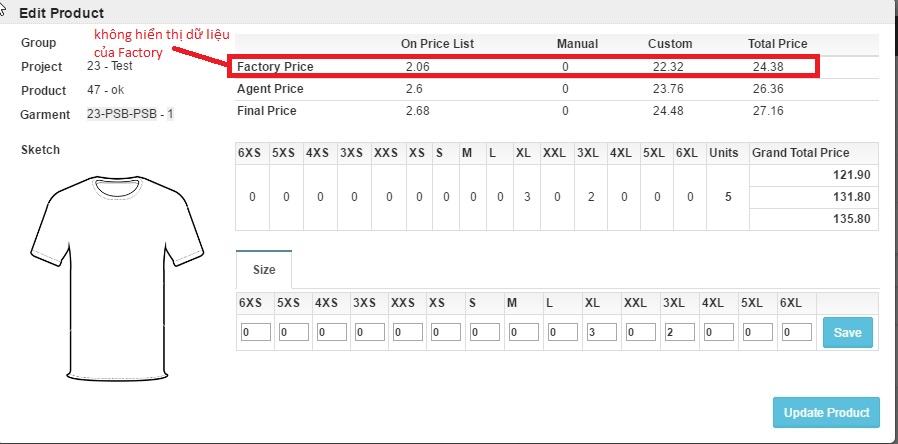 Edit Product
không hiển thị dữ liệu
của Factory
Group
Project 23 - Test
Product 47 - ok
Garment 23-PSB-PSB - 1
Sketch
On Price List Manual Custom Total Price
Factory Price 2.06 0 22.32 24.38
Agent Price 2.6 0 23.76 26.36
Final Price 2.68 0 24.48 27.16
6XS 5XS 4XS 3XS XXS XS S M L XL XXL 3XL 4XL 5XL 6XL Units Grand Total Price
0 0 0 0 0 0 0 0 0 3 0 2 0 0 0 5
121.90
131.80
135.80
Size
6XS 5XS 4XS 3XS XXS XS S M L XL XXL 3XL 4XL 5XL 6XL
0 0 0 0 0 0 0 0 0 3 0 2 0 0 0 Save
Update Product